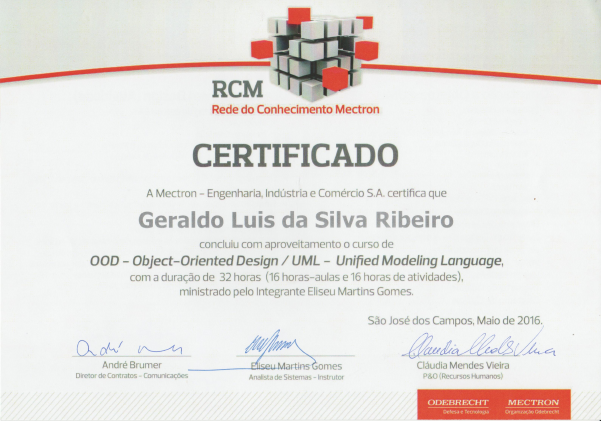 RCM
Rede do Conhecimento Mectron
CERTIFICADO
A Mectron – Engenharia, Indústria e Comércio S.A. certifica que
Geraldo Luis da Silva Ribeiro
concluiu com aproveitamento o curso de
OOD – Object-Oriented Design / UML – Unified Modeling Language,
com a duração de 32 horas (16 horas-aulas e 16 horas de atividades),
ministrado pelo Integrante Eliseu Martins Gomes.
São José dos Campos, Maio de 2016.
André Brumer
Diretor de Contratos – Comunicações
Eliseu Martins Gomes
Analista de Sistemas – Instrutor
Claudia Mendes Vieira
Cláudia Mendes Vieira
P&O (Recursos Humanos)
ODEBRECHT
Defesa e Tecnologia
MECTRON
Organização Odebrecht